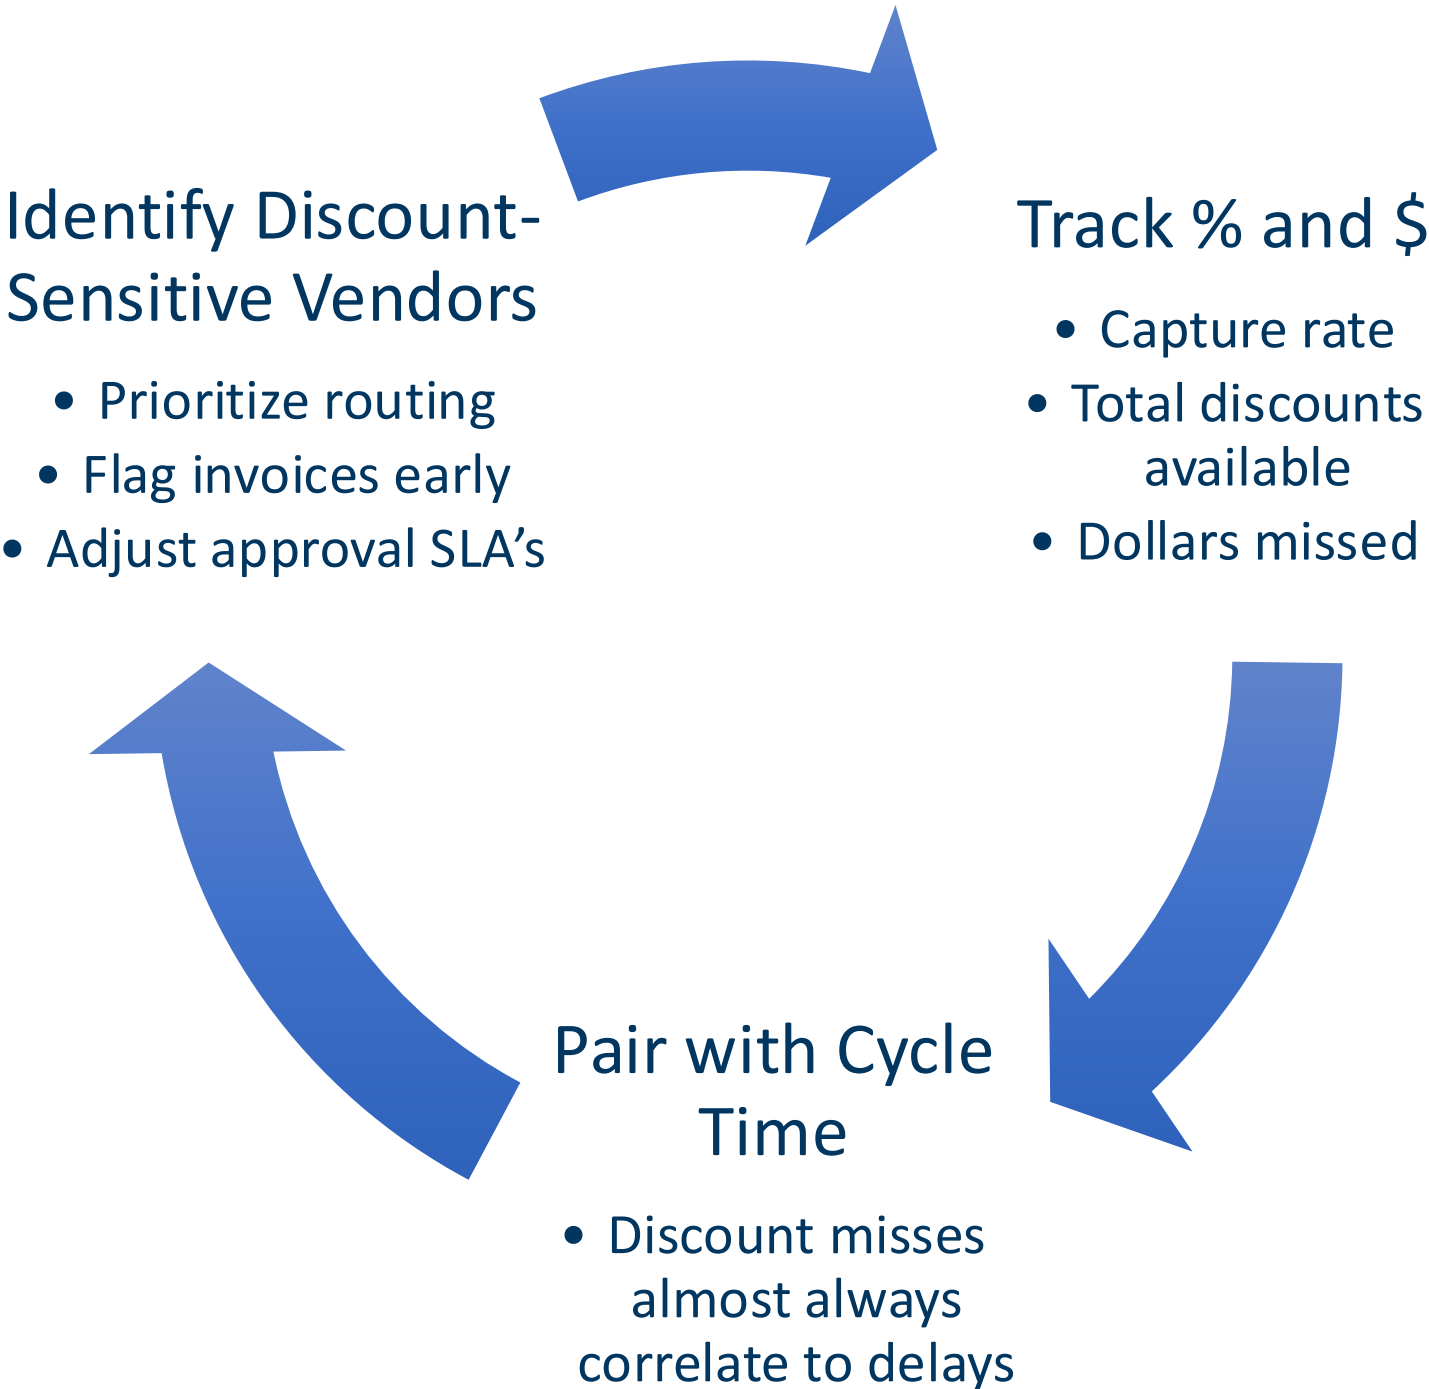 Identify Discount-
Sensitive Vendors
• Prioritize routing
• Flag invoices early
• Adjust approval SLA’s
Track % and $
• Capture rate
• Total discounts
available
• Dollars missed
Pair with Cycle
Time
• Discount misses
almost always
correlate to delays